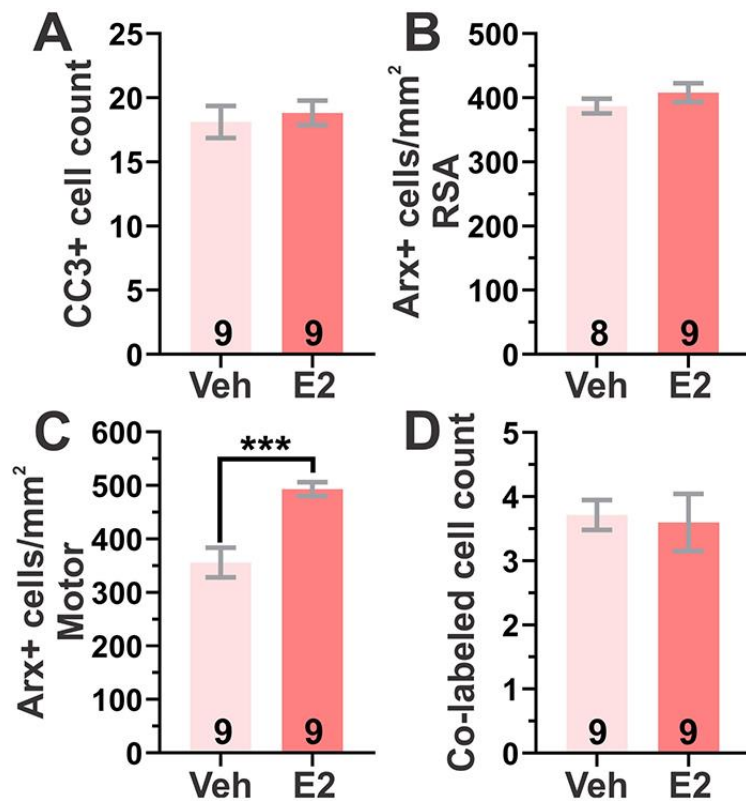 A
CC3+ cell count
25
20
15
10
5
0
9
9
Veh
E2
B
Arx+ cells/mm²
RSA
500
400
300
200
100
0
8
9
Veh
E2
C
Arx+ cells/mm²
Motor
600
500
400
300
200
100
0
***
9
9
Veh
E2
D
Co-labeled cell count
5
4
3
2
1
0
9
9
Veh
E2